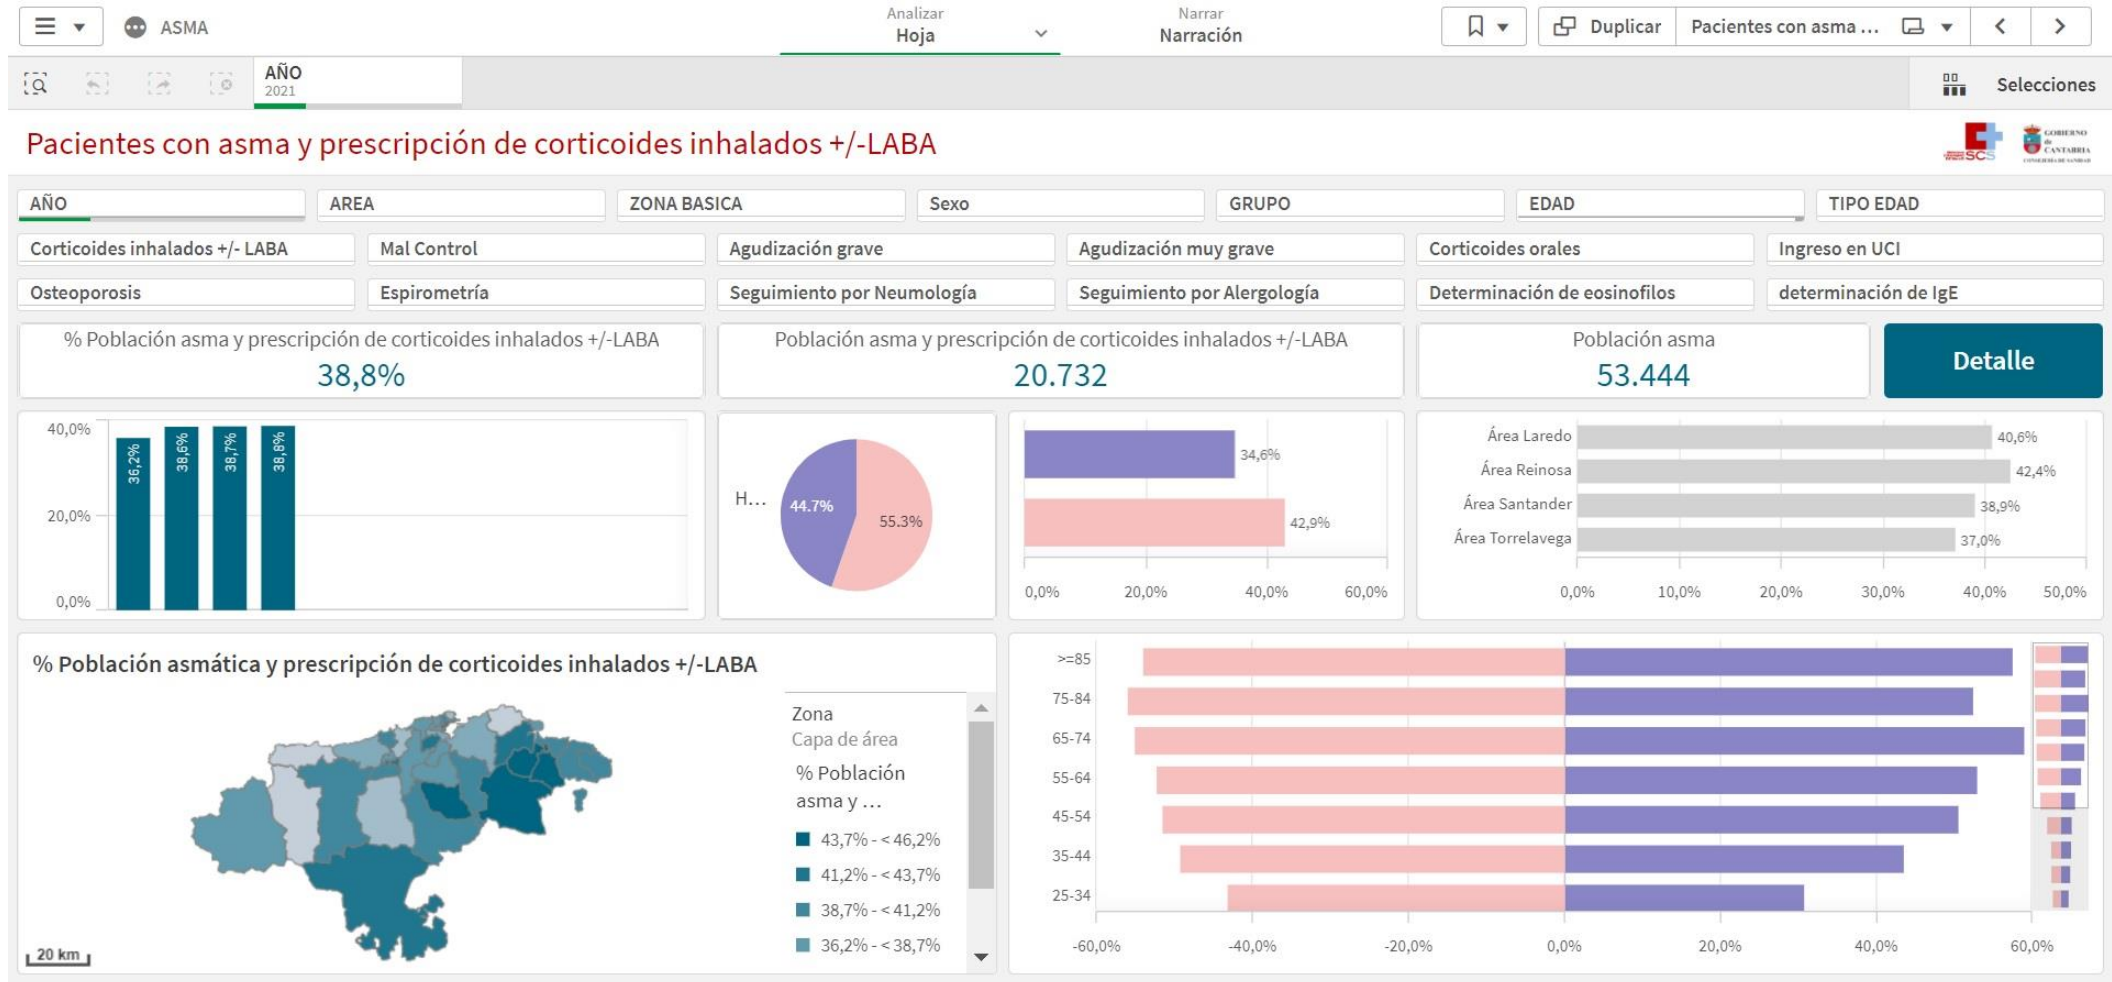 ASMA
Analizar
Hoja
Narrar
Narración
Duplicar
Pacientes con asma ...
AÑO
2021
Selecciones
Pacientes con asma y prescripción de corticoides inhalados +/-LABA
SCS
GOBIERNO
de
CANTABRIA
CONSEJERÍA DE SANIDAD
AÑO
AREA
ZONA BASICA
Sexo
GRUPO
EDAD
TIPO EDAD
Corticoides inhalados +/- LABA
Mal Control
Agudización grave
Agudización muy grave
Corticoides orales
Ingreso en UCI
Osteoporosis
Espirometría
Seguimiento por Neumología
Seguimiento por Alergología
Determinación de eosinofilos
determinación de IgE
% Población asma y prescripción de corticoides inhalados +/-LABA
38,8%
Población asma y prescripción de corticoides inhalados +/-LABA
20.732
Población asma
53.444
Detalle
40,0%
20,0%
0,0%
36,2%
38,6%
38,7%
38,8%
H...
44.7%
55.3%
34,6%
42,9%
0,0%
20,0%
40,0%
60,0%
Área Laredo
40,6%
Área Reinosa
42,4%
Área Santander
38,9%
Área Torrelavega
37,0%
0,0%
10,0%
20,0%
30,0%
40,0%
50,0%
% Población asmática y prescripción de corticoides inhalados +/-LABA
Zona
Capa de área
% Población
asma y ...
43,7% - < 46,2%
41,2% - < 43,7%
38,7% - < 41,2%
36,2% - < 38,7%
20 km
>=85
75-84
65-74
55-64
45-54
35-44
25-34
-60,0%
-40,0%
-20,0%
0,0%
20,0%
40,0%
60,0%